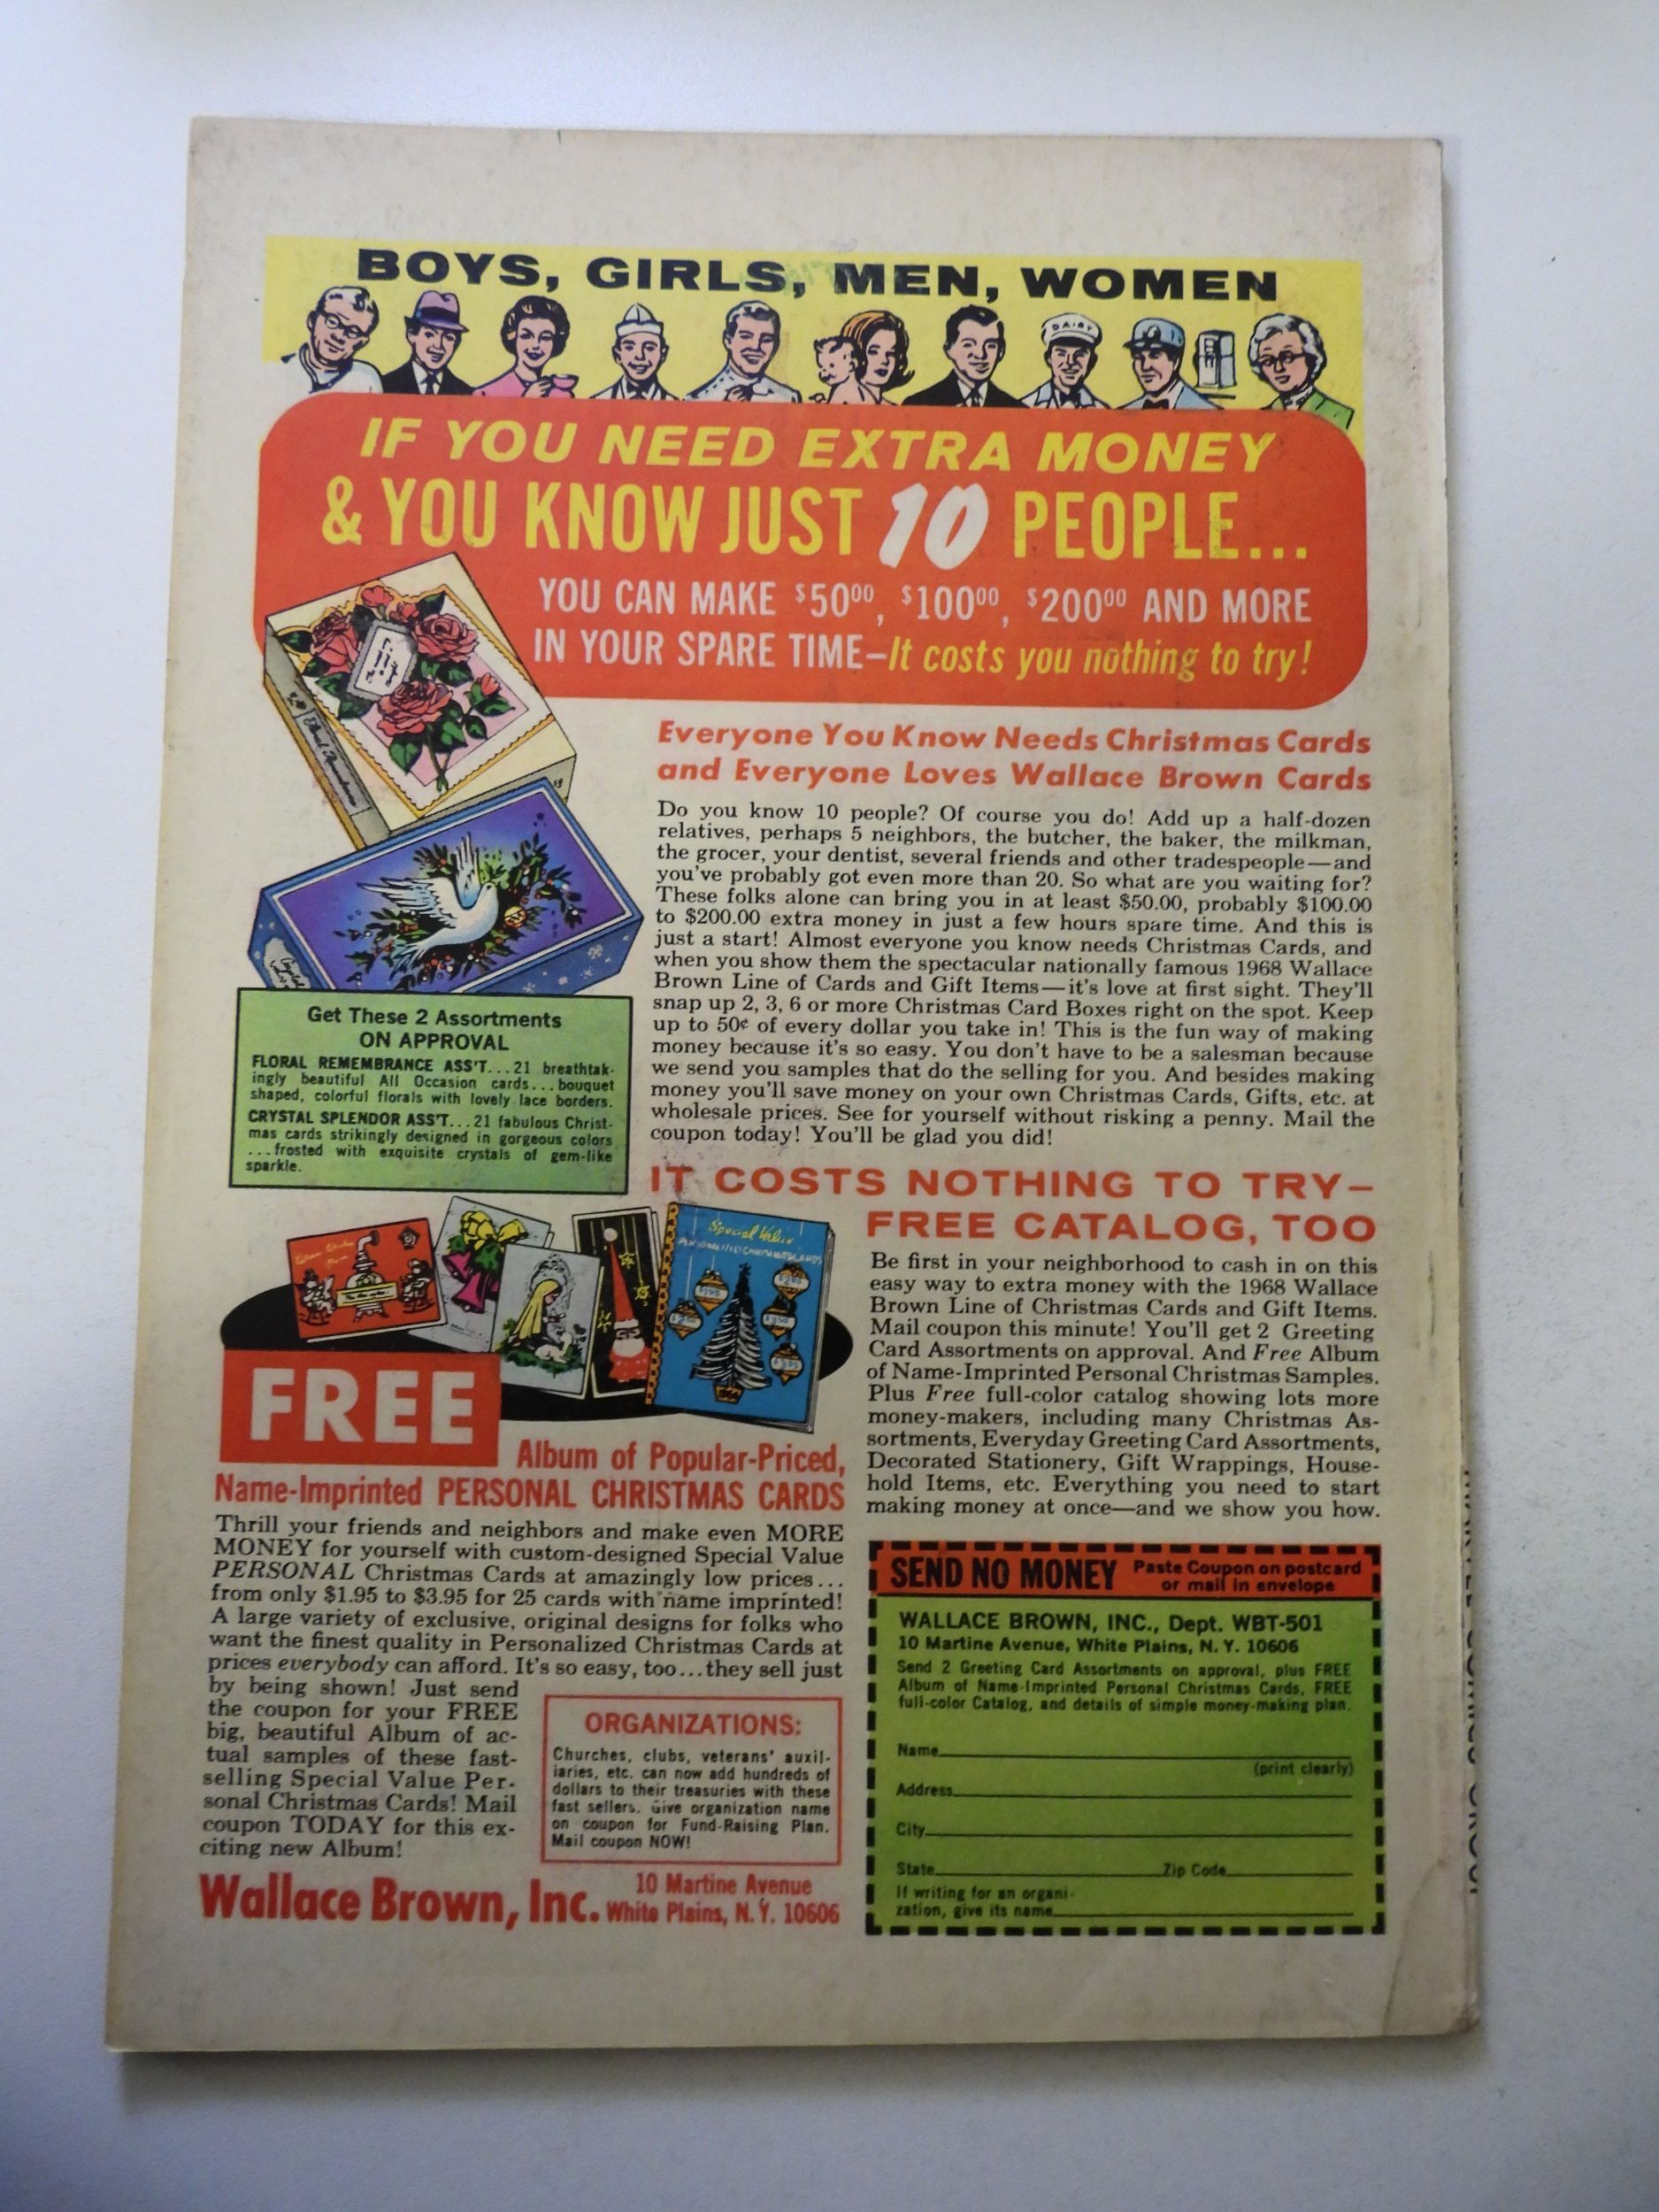 BOYS, GIRLS, MEN, WOMEN
DAIRY
IF YOU NEED EXTRA MONEY
& YOU KNOW JUST 10 PEOPLE...
YOU CAN MAKE $50⁰⁰, $100⁰⁰, $200⁰⁰ AND MORE
IN YOUR SPARE TIME—It costs you nothing to try!
Everyone You Know Needs Christmas Cards
and Everyone Loves Wallace Brown Cards
Do you know 10 people? Of course you do! Add up a half-dozen
relatives, perhaps 5 neighbors, the butcher, the baker, the milkman,
the grocer, your dentist, several friends and other tradespeople—and
you've probably got even more than 20. So what are you waiting for?
These folks alone can bring you in at least $50.00, probably $100.00
to $200.00 extra money in just a few hours spare time. And this is
just a start! Almost everyone you know needs Christmas Cards, and
when you show them the spectacular nationally famous 1968 Wallace
Brown Line of Cards and Gift Items—it's love at first sight. They'll
snap up 2, 3, 6 or more Christmas Card Boxes right on the spot. Keep
up to 50¢ of every dollar you take in! This is the fun way of making
money because it's so easy. You don't have to be a salesman because
we send you samples that do the selling for you. And besides making
money you'll save money on your own Christmas Cards, Gifts, etc. at
wholesale prices. See for yourself without risking a penny. Mail the
coupon today! You'll be glad you did!
Floral Remembrance
Get These 2 Assortments
ON APPROVAL
FLORAL REMEMBRANCE ASS'T...21 breathtak-
ingly beautiful All Occasion cards...bouquet
shaped, colorful florals with lovely lace borders.
CRYSTAL SPLENDOR ASS'T...21 fabulous Christ-
mas cards strikingly designed in gorgeous colors
...frosted with exquisite crystals of gem-like
sparkle.
IT COSTS NOTHING TO TRY—
FREE CATALOG, TOO
Be first in your neighborhood to cash in on this
easy way to extra money with the 1968 Wallace
Brown Line of Christmas Cards and Gift Items.
Mail coupon this minute! You'll get 2 Greeting
Card Assortments on approval. And Free Album
of Name-Imprinted Personal Christmas Samples.
Plus Free full-color catalog showing lots more
money-makers, including many Christmas As-
sortments, Everyday Greeting Card Assortments,
Decorated Stationery, Gift Wrappings, House-
hold Items, etc. Everything you need to start
making money at once—and we show you how.
Special Value
PERSONALIZED CHRISTMAS CARDS
FREE
Album of Popular-Priced,
Name-Imprinted PERSONAL CHRISTMAS CARDS
Thrill your friends and neighbors and make even MORE
MONEY for yourself with custom-designed Special Value
PERSONAL Christmas Cards at amazingly low prices...
from only $1.95 to $3.95 for 25 cards with name imprinted!
A large variety of exclusive, original designs for folks who
want the finest quality in Personalized Christmas Cards at
prices everybody can afford. It's so easy, too...they sell just
by being shown! Just send
the coupon for your FREE
big, beautiful Album of ac-
tual samples of these fast-
selling Special Value Per-
sonal Christmas Cards! Mail
coupon TODAY for this ex-
citing new Album!
ORGANIZATIONS:
Churches, clubs, veterans' auxil-
iaries, etc. can now add hundreds of
dollars to their treasuries with these
fast sellers. Give organization name
on coupon for Fund-Raising Plan.
Mail coupon NOW!
Wallace Brown, Inc.
10 Martine Avenue
White Plains, N.Y. 10606
SEND NO MONEY
Paste Coupon on postcard
or mail in envelope
WALLACE BROWN, INC., Dept. WBT-501
10 Martine Avenue, White Plains, N. Y. 10606
Send 2 Greeting Card Assortments on approval, plus FREE
Album of Name-Imprinted Personal Christmas Cards, FREE
full-color Catalog, and details of simple money-making plan.
Name
(print clearly)
Address
City
State Zip Code
If writing for an organi-
zation, give its name